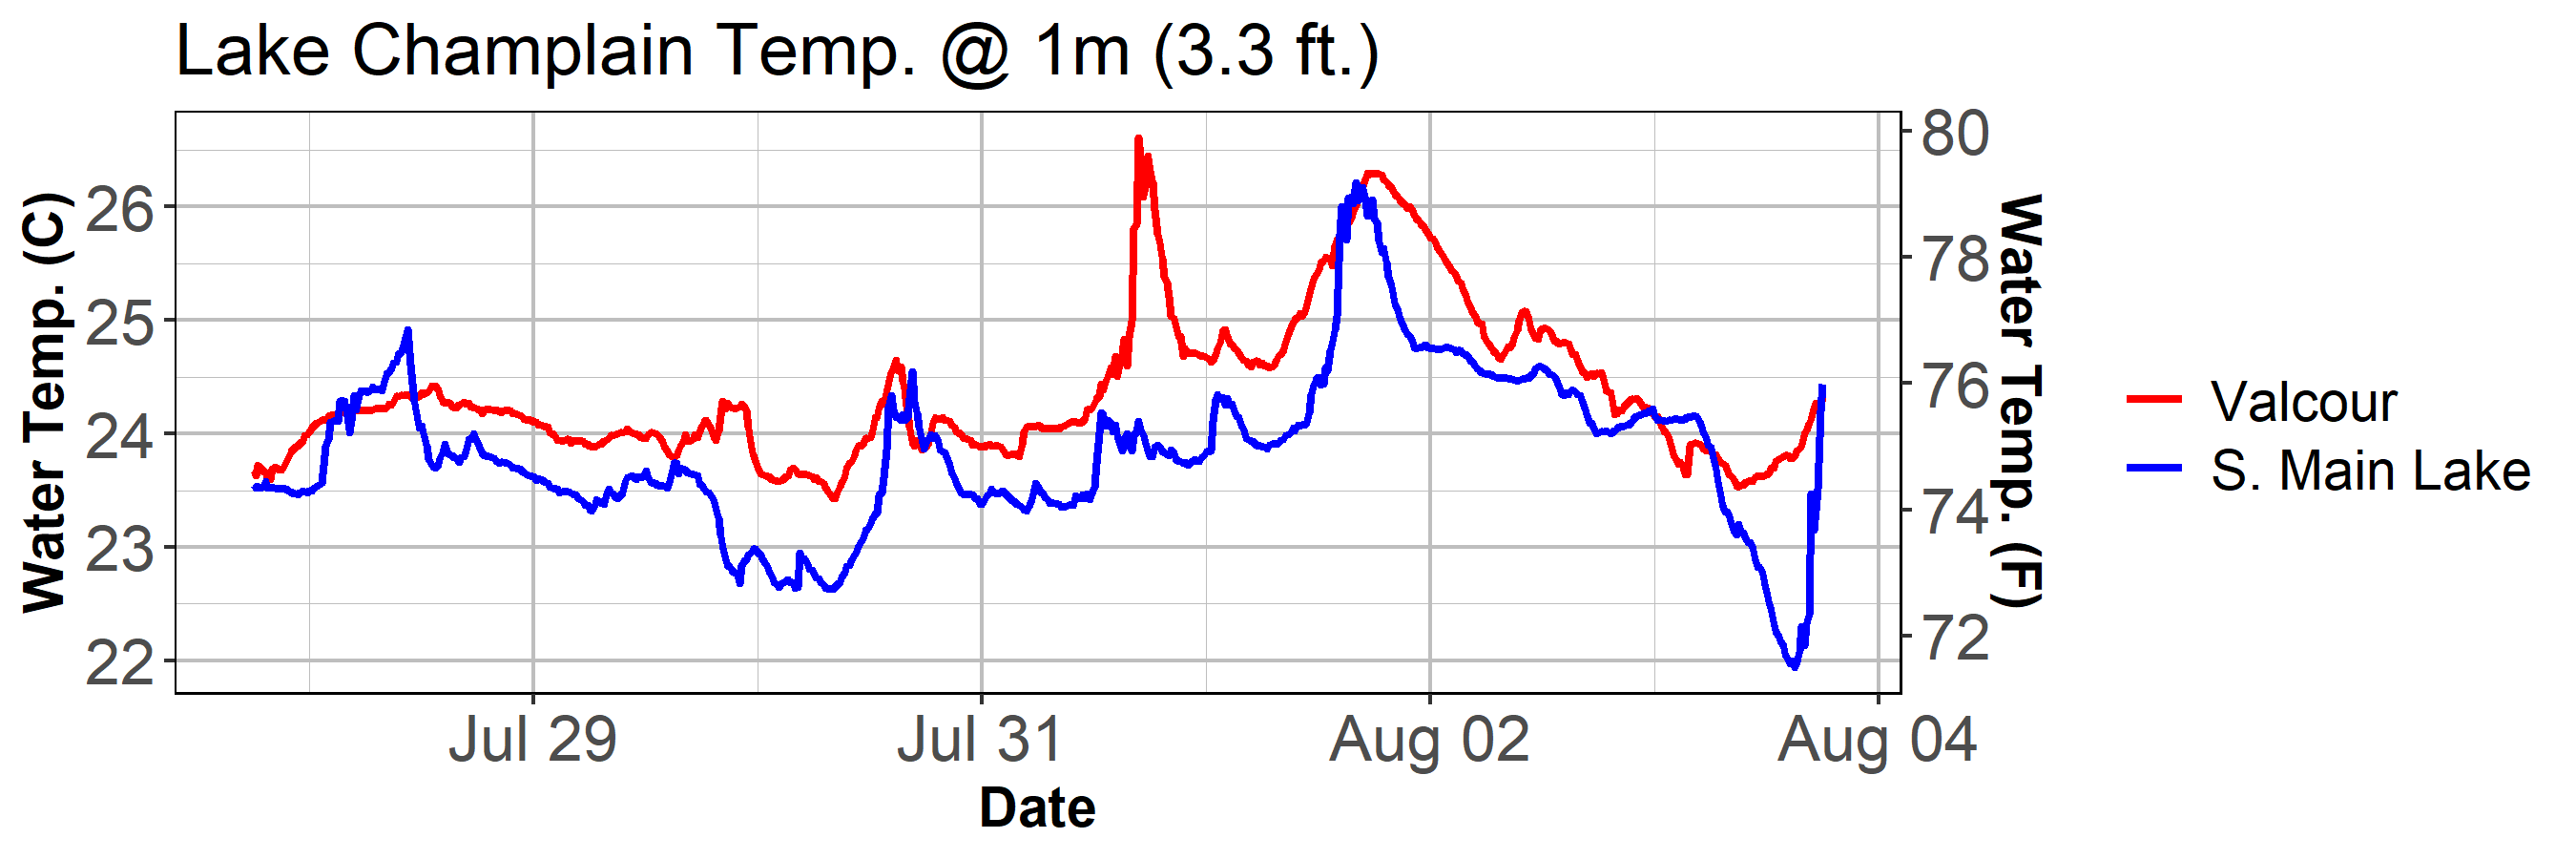 Lake Champlain Temp. @ 1m (3.3 ft.)
Water Temp. (C)
26
25
24
23
22
80
78
76
74
72
Water Temp. (F)
Jul 29
Jul 31
Aug 02
Aug 04
Date
Valcour
S. Main Lake